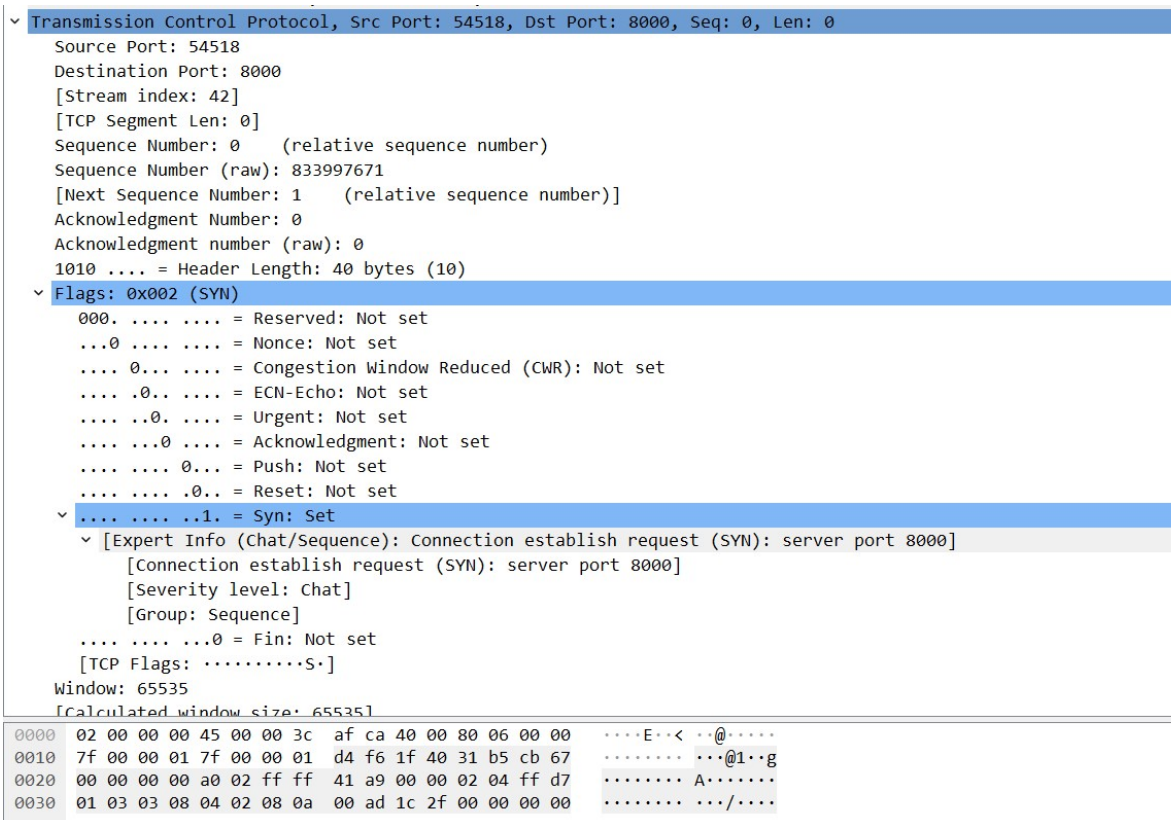 Transmission Control Protocol, Src Port: 54518, Dst Port: 8000, Seq: 0, Len: 0
Source Port: 54518
Destination Port: 8000
[Stream index: 42]
[TCP Segment Len: 0]
Sequence Number: 0    (relative sequence number)
Sequence Number (raw): 833997671
[Next Sequence Number: 1    (relative sequence number)]
Acknowledgment Number: 0
Acknowledgment number (raw): 0
1010 .... = Header Length: 40 bytes (10)
Flags: 0x002 (SYN)
000. .... .... = Reserved: Not set
...0 .... .... = Nonce: Not set
.... 0... .... = Congestion Window Reduced (CWR): Not set
.... .0.. .... = ECN-Echo: Not set
.... ..0. .... = Urgent: Not set
.... ...0 .... = Acknowledgment: Not set
.... .... 0... = Push: Not set
.... .... .0.. = Reset: Not set
.... .... ..1. = Syn: Set
[Expert Info (Chat/Sequence): Connection establish request (SYN): server port 8000]
[Connection establish request (SYN): server port 8000]
[Severity level: Chat]
[Group: Sequence]
.... .... ...0 = Fin: Not set
[TCP Flags: ··········S·]
Window: 65535
[Calculated window size: 65535]
0000  02 00 00 00 45 00 00 3c  af ca 40 00 80 06 00 00  ····E··< ··@·····
0010  7f 00 00 01 7f 00 00 01  d4 f6 1f 40 31 b5 cb 67  ········ ···@1··g
0020  00 00 00 00 a0 02 ff ff  41 a9 00 00 02 04 ff d7  ········ A·······
0030  01 03 03 08 04 02 08 0a  00 ad 1c 2f 00 00 00 00  ········ ···/····